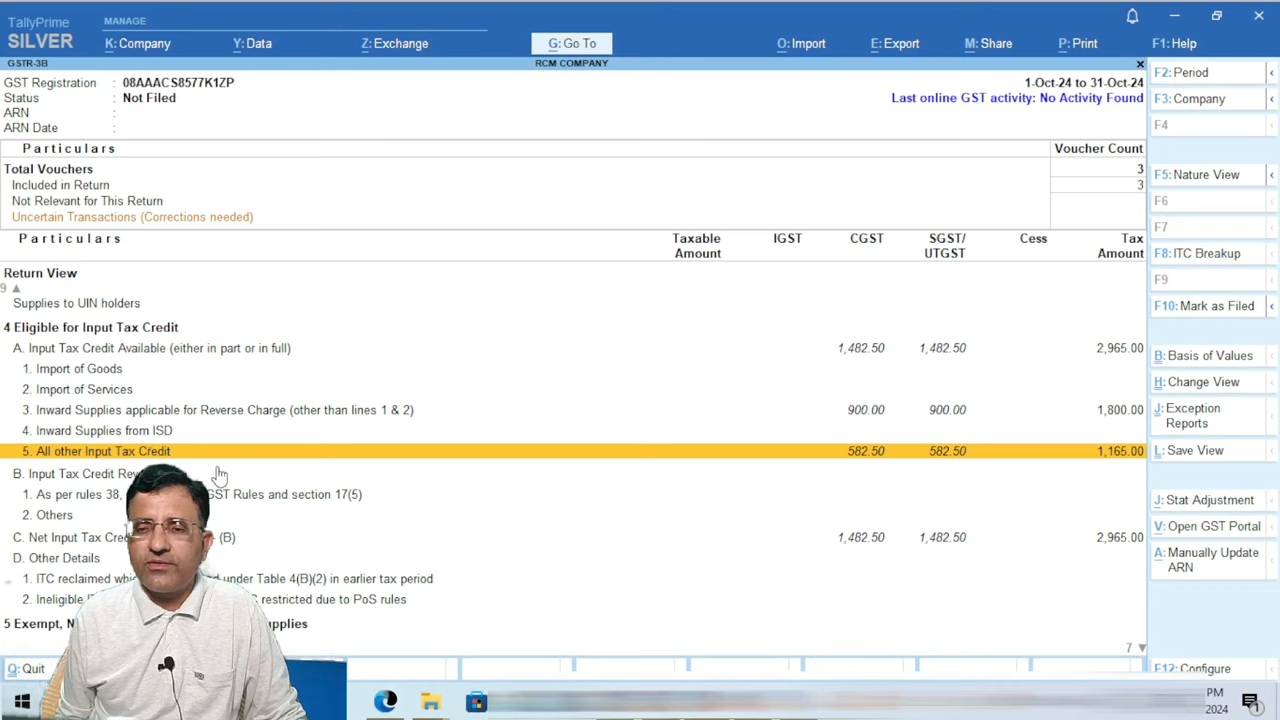 TallyPrime
SILVER
MANAGE
K: Company
Y: Data
Z: Exchange
G: Go To
O: Import
E: Export
M: Share
P: Print
F1: Help
GSTR-3B
RCM COMPANY
GST Registration : 08AAACS8577K1ZP
1-Oct-24 to 31-Oct-24
Status : Not Filed
Last online GST activity: No Activity Found
ARN :
ARN Date :
Particulars
Voucher Count
Total Vouchers 3
Included in Return 3
Not Relevant for This Return
Uncertain Transactions (Corrections needed)
Particulars
Taxable Amount
IGST
CGST
SGST/ UTGST
Cess
Tax Amount
Return View
9
Supplies to UIN holders
4 Eligible for Input Tax Credit
A. Input Tax Credit Available (either in part or in full) 1,482.50 1,482.50 2,965.00
1. Import of Goods
2. Import of Services
3. Inward Supplies applicable for Reverse Charge (other than lines 1 & 2) 900.00 900.00 1,800.00
4. Inward Supplies from ISD
5. All other Input Tax Credit 582.50 582.50 1,165.00
B. Input Tax Credit
1. As per rules 38, GST Rules and section 17(5)
2. Others
C. Net Input Tax (B) 1,482.50 1,482.50 2,965.00
D. Other Details
1. ITC reclaimed under Table 4(B)(2) in earlier tax period
2. Ineligible restricted due to PoS rules
5 Exempt,
7
Q: Quit
F2: Period
F3: Company
F4
F5: Nature View
F6
F7
F8: ITC Breakup
F9
F10: Mark as Filed
B: Basis of Values
H: Change View
J: Exception
Reports
L: Save View
J: Stat Adjustment
V: Open GST Portal
A: Manually Update
ARN
F12: Configure
PM
2024
1